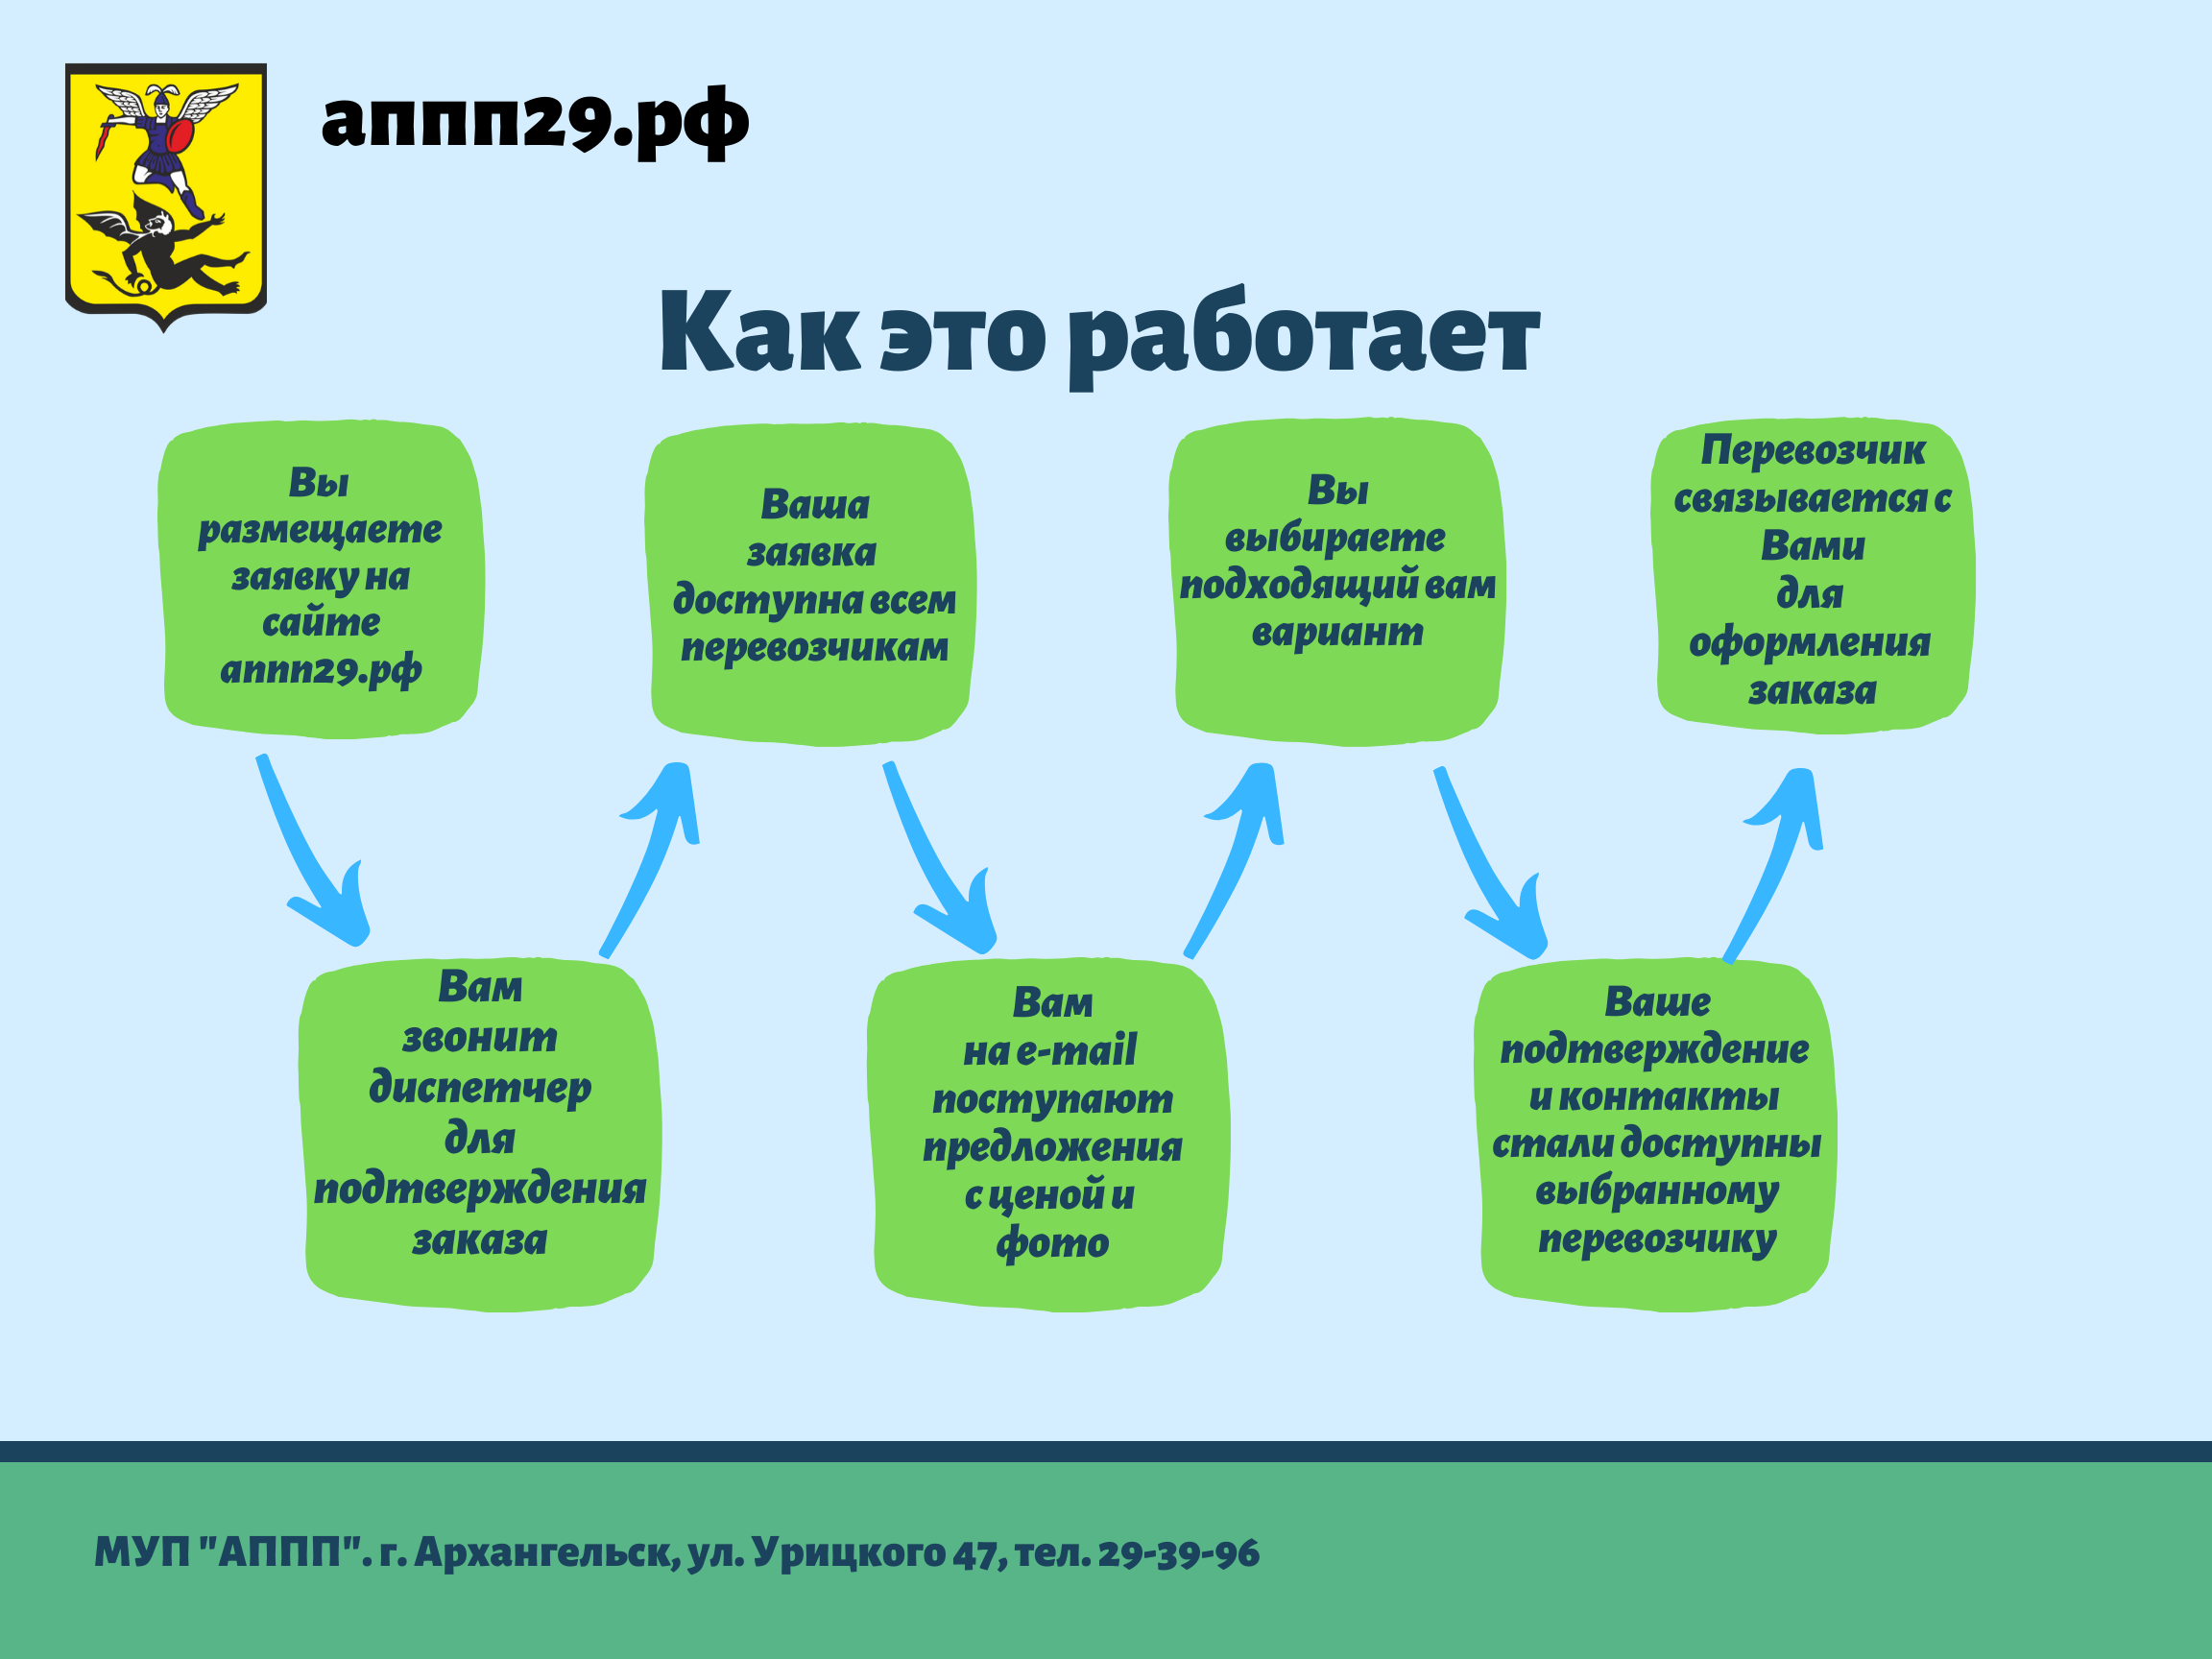 аппп29.рф
Как это работает
Вы
размещаете
заявку на
сайте
аппп29.рф
Вам
звонит
диспетчер
для
подтверждения
заказа
Ваша
заявка
доступна всем
перевозчикам
Вам
на e-mail
поступают
предложения
с ценой и
фото
Вы
выбираете
подходящий вам
вариант
Ваше
подтверждение
и контакты
стали доступны
выбранному
перевозчику
Перевозчик
связывается с
Вами
для
оформления
заказа
МУП "АППП". г. Архангельск, ул. Урицкого 47, тел. 29-39-96